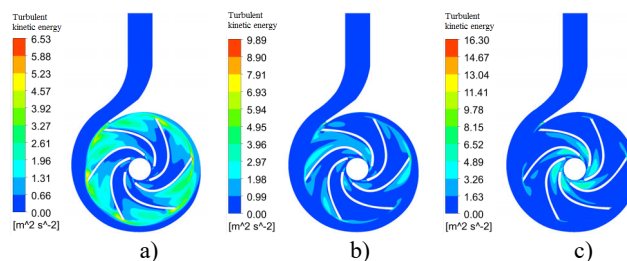 Turbulent
kinetic energy
6.53
5.88
5.23
4.57
3.92
3.27
2.61
1.96
1.31
0.66
0.00
[m^2 s^-2]
a)
Turbulent
kinetic energy
9.89
8.90
7.91
6.93
5.94
4.95
3.96
2.97
1.98
0.99
0.00
[m^2 s^-2]
b)
Turbulent
kinetic energy
16.30
14.67
13.04
11.41
9.78
8.15
6.52
4.89
3.26
1.63
0.00
[m^2 s^-2]
c)